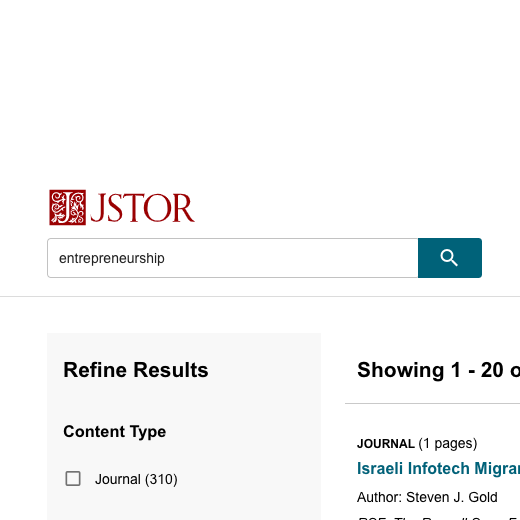 JSTOR
entrepreneurship
Refine Results
Showing 1 - 20 o
Content Type
JOURNAL (1 pages)
Israeli Infotech Migra
Journal (310)
Author: Steven J. Gold